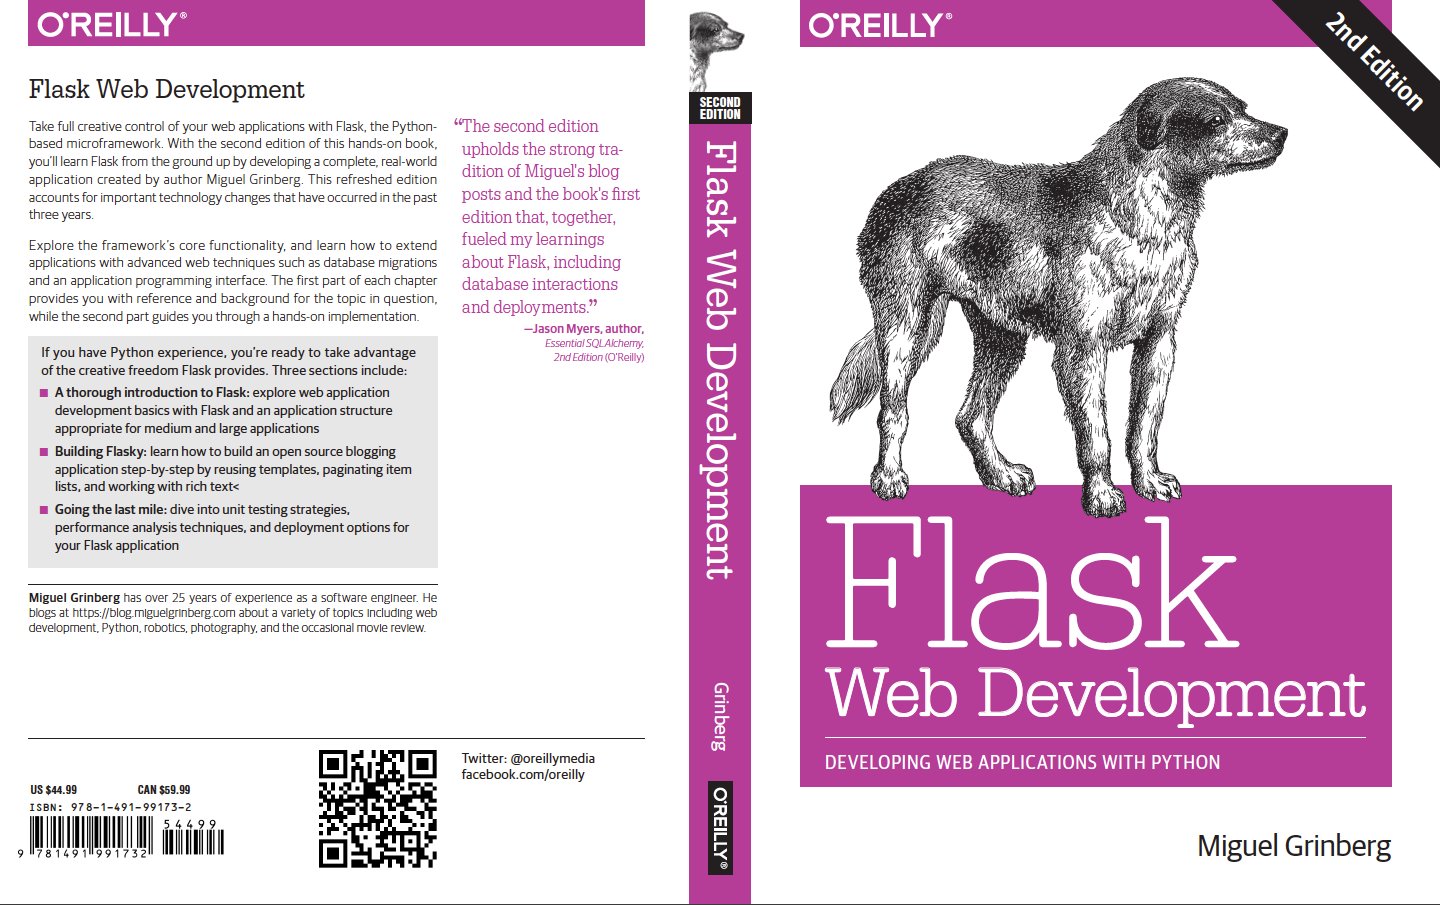 O'REILLY®
Flask Web Development
Take full creative control of your web applications with Flask, the Python-
based microframework. With the second edition of this hands-on book,
you'll learn Flask from the ground up by developing a complete, real-world
application created by author Miguel Grinberg. This refreshed edition
accounts for important technology changes that have occurred in the past
three years.
Explore the framework's core functionality, and learn how to extend
applications with advanced web techniques such as database migrations
and an application programming interface. The first part of each chapter
provides you with reference and background for the topic in question,
while the second part guides you through a hands-on implementation.
If you have Python experience, you're ready to take advantage
of the creative freedom Flask provides. Three sections include:
■ A thorough introduction to Flask: explore web application
development basics with Flask and an application structure
appropriate for medium and large applications
■ Building Flasky: learn how to build an open source blogging
application step-by-step by reusing templates, paginating item
lists, and working with rich text<
■ Going the last mile: dive into unit testing strategies,
performance analysis techniques, and deployment options for
your Flask application
Miguel Grinberg has over 25 years of experience as a software engineer. He
blogs at https://blog.miguelgrinberg.com about a variety of topics including web
development, Python, robotics, photography, and the occasional movie review.
“The second edition
upholds the strong tra-
dition of Miguel's blog
posts and the book's first
edition that, together,
fueled my learnings
about Flask, including
database interactions
and deployments.”
—Jason Myers, author,
Essential SQLAlchemy,
2nd Edition (O'Reilly)
US $44.99 CAN $59.99
ISBN: 978-1-491-99173-2
54499
9 781491 991732
Twitter: @oreillymedia
facebook.com/oreilly
SECOND
EDITION
Flask Web Development
Grinberg
O'REILLY®
O'REILLY®
2nd Edition
Flask
Web Development
DEVELOPING WEB APPLICATIONS WITH PYTHON
Miguel Grinberg